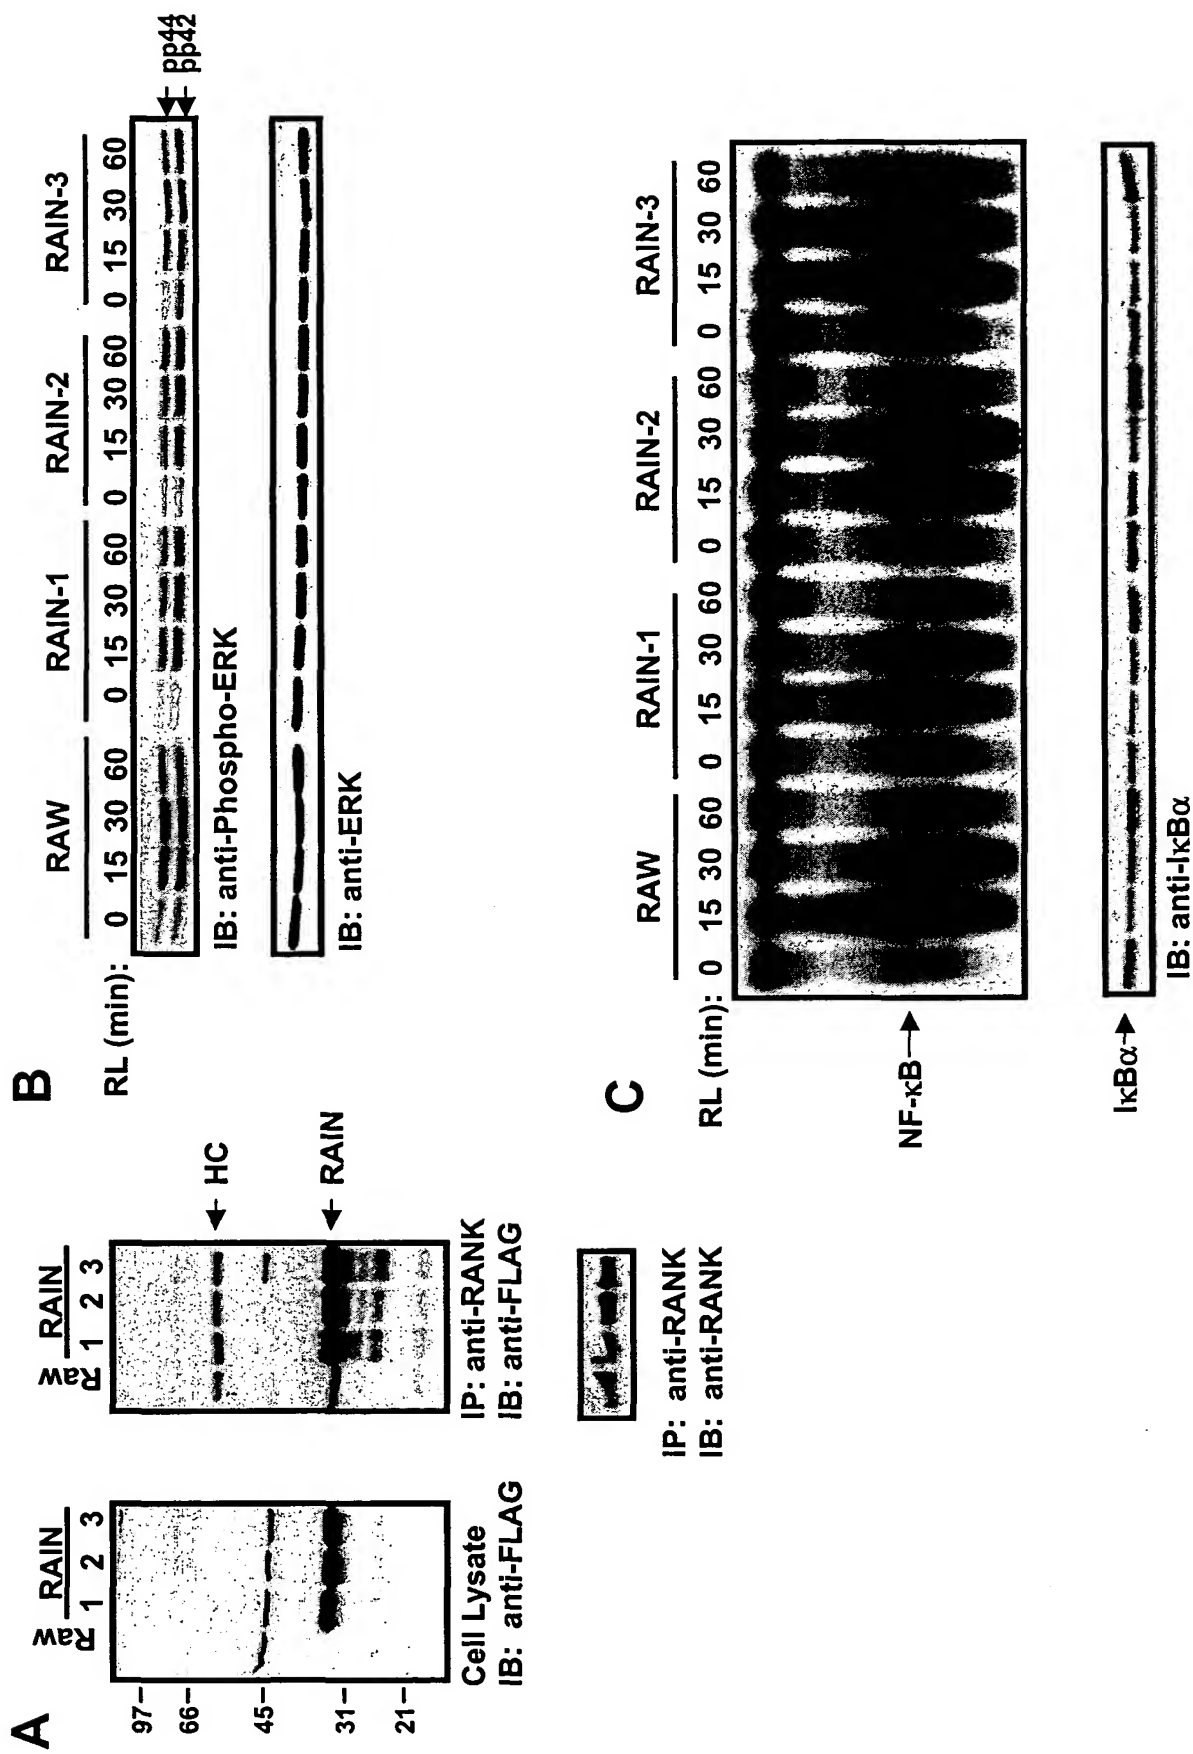 A
Raw
RAIN
1 2 3
97
66
45
31
21
Cell Lysate
IB: anti-FLAG
Raw
RAIN
1 2 3
HC
RAIN
IP: anti-RANK
IB: anti-FLAG
IP: anti-RANK
IB: anti-RANK
B
RAW RAIN-1 RAIN-2 RAIN-3
RL (min): 0 15 30 60 0 15 30 60 0 15 30 60 0 15 30 60
pp44
pp42
IB: anti-Phospho-ERK
IB: anti-ERK
C
RAW RAIN-1 RAIN-2 RAIN-3
RL (min): 0 15 30 60 0 15 30 60 0 15 30 60 0 15 30 60
NF-κB
IκBα
IB: anti-IκBα